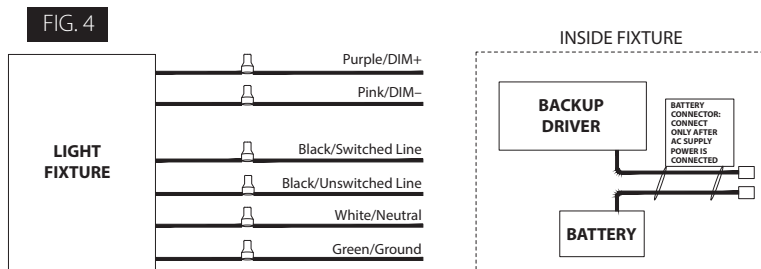 FIG. 4
LIGHT
FIXTURE
Purple/DIM+
Pink/DIM–
Black/Switched Line
Black/Unswitched Line
White/Neutral
Green/Ground
INSIDE FIXTURE
BACKUP
DRIVER
BATTERY
CONNECTOR:
CONNECT
ONLY AFTER
AC SUPPLY
POWER IS
CONNECTED
BATTERY